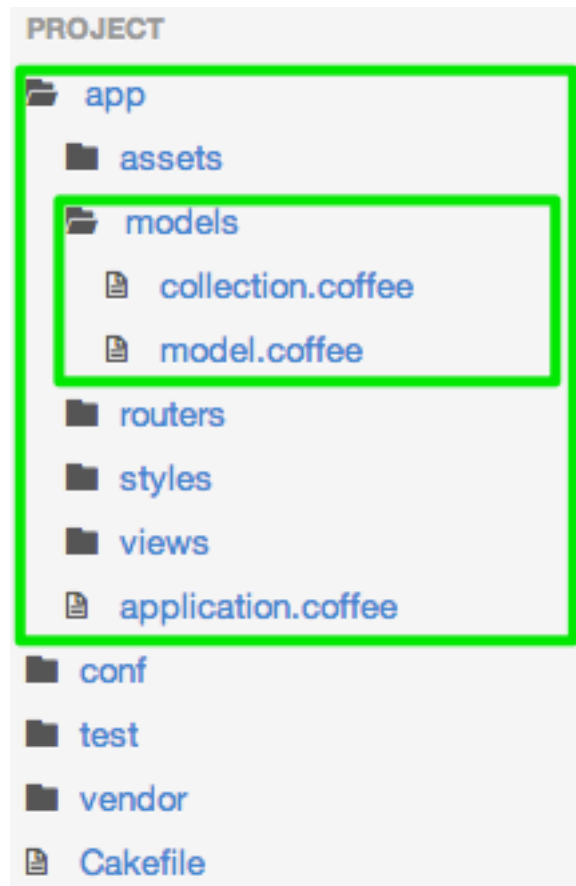 PROJECT
app
assets
models
collection.coffee
model.coffee
routers
styles
views
application.coffee
conf
test
vendor
Cakefile